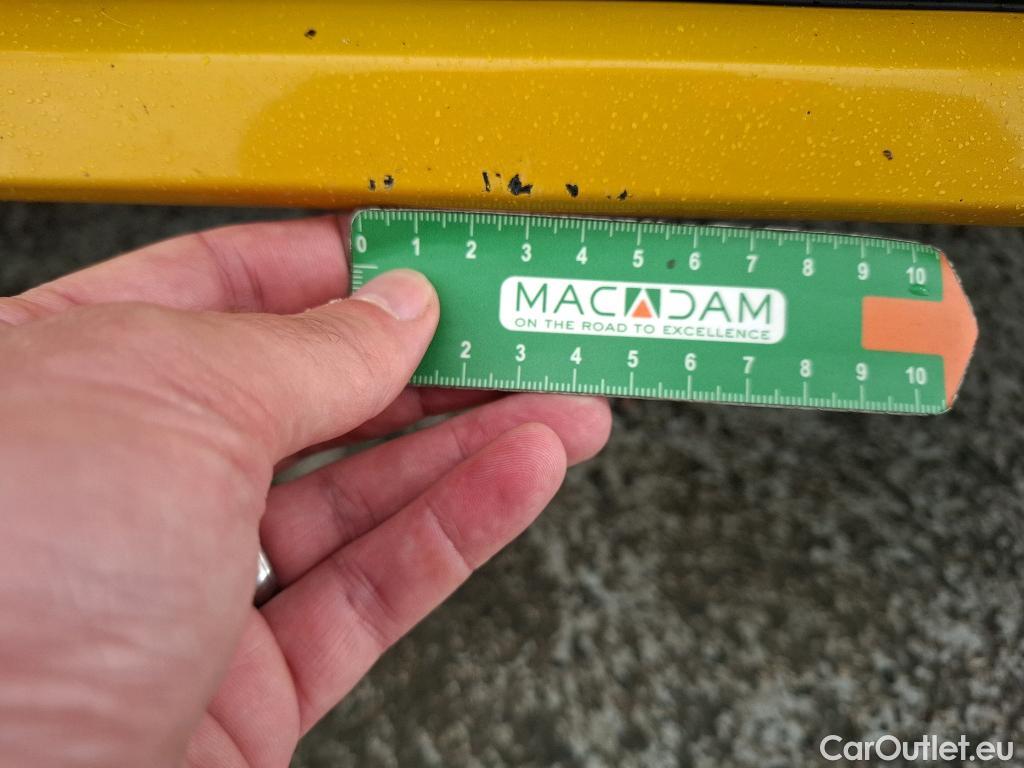 0 1 2 3 4 5 6 7 8 9 10
MACADAM
ON THE ROAD TO EXCELLENCE
2 3 4 5 6 7 8 9 10
CarOutlet.eu